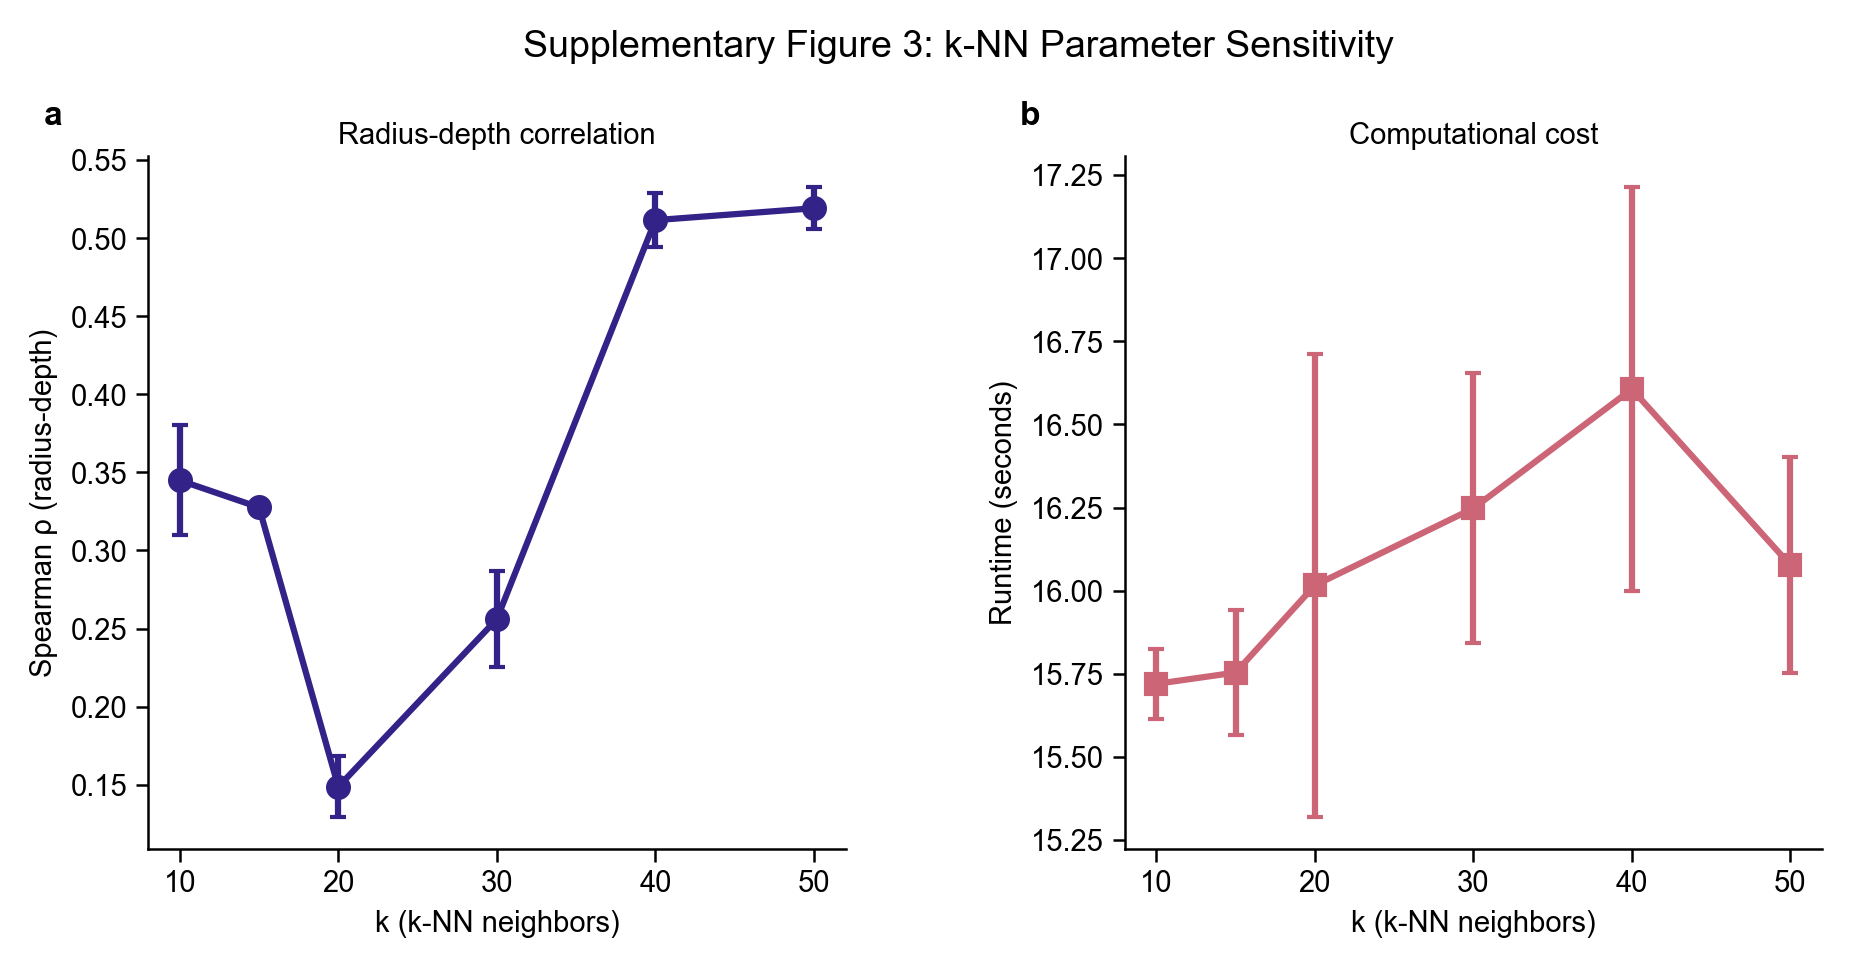 Supplementary Figure 3: k-NN Parameter Sensitivity
a
Radius-depth correlation
0.55
0.50
0.45
0.40
0.35
0.30
0.25
0.20
0.15
Spearman ρ (radius-depth)
10 20 30 40 50
k (k-NN neighbors)
b
Computational cost
17.25
17.00
16.75
16.50
16.25
16.00
15.75
15.50
15.25
Runtime (seconds)
10 20 30 40 50
k (k-NN neighbors)